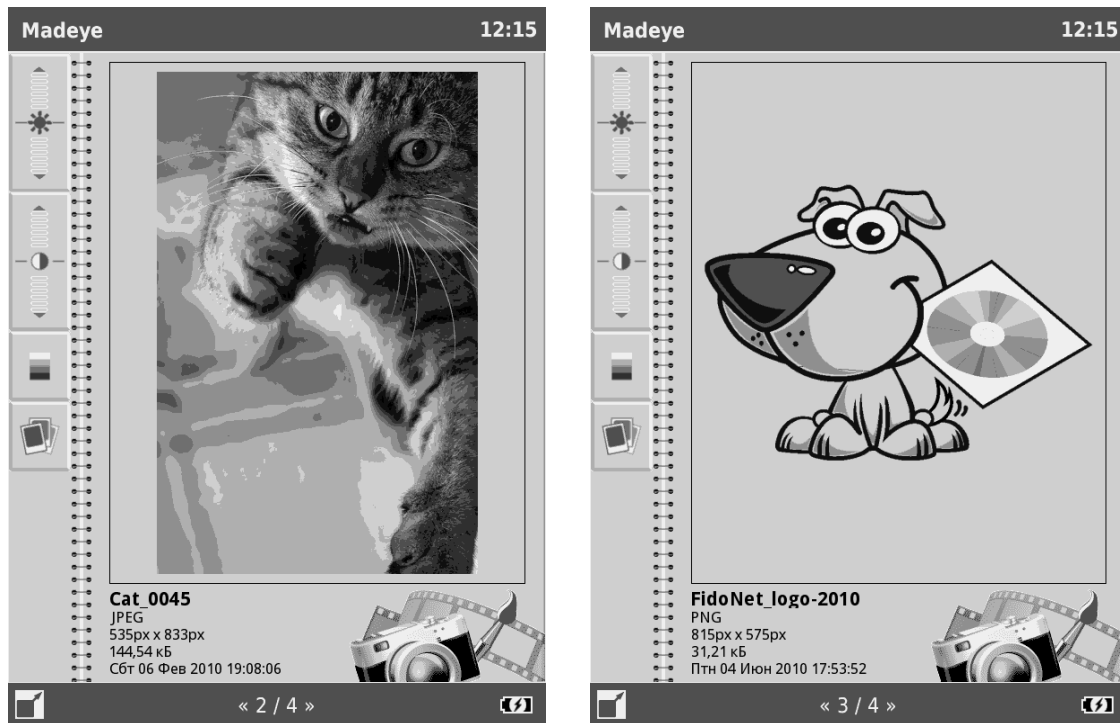 Madeye 12:15
Cat_0045
JPEG
535px x 833px
144,54 кБ
Сбт 06 Фев 2010 19:08:06
« 2 / 4 »
Madeye 12:15
FidoNet_logo-2010
PNG
815px x 575px
31,21 кБ
Птн 04 Июн 2010 17:53:52
« 3 / 4 »